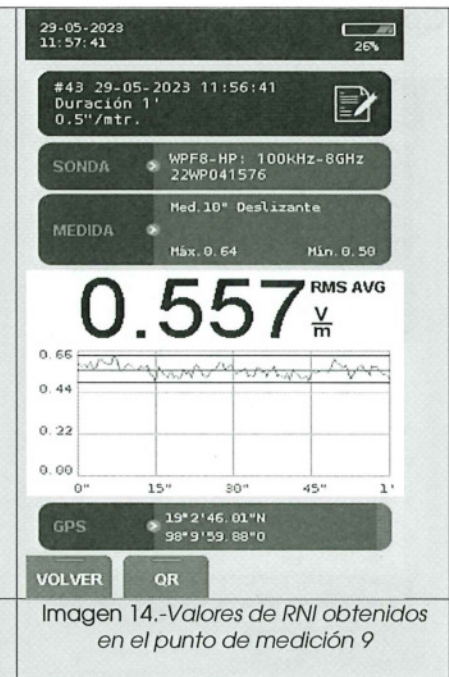 29-05-2023
11:57:41
26%
#43 29-05-2023 11:56:41
Duración 1'
0.5"/mtr.
SONDA
WPF8-HP: 100kHz-8GHz
22WP041576
MEDIDA
Med.10" Deslizante
Máx.0.64 Mín.0.50
0.557 RMS AVG
V/m
0.66
0.44
0.22
0.00
0" 15" 30" 45" 1'
GPS
19°2'46.01"N
98°9'59.88"O
VOLVER QR
Imagen 14.-Valores de RNI obtenidos
en el punto de medición 9